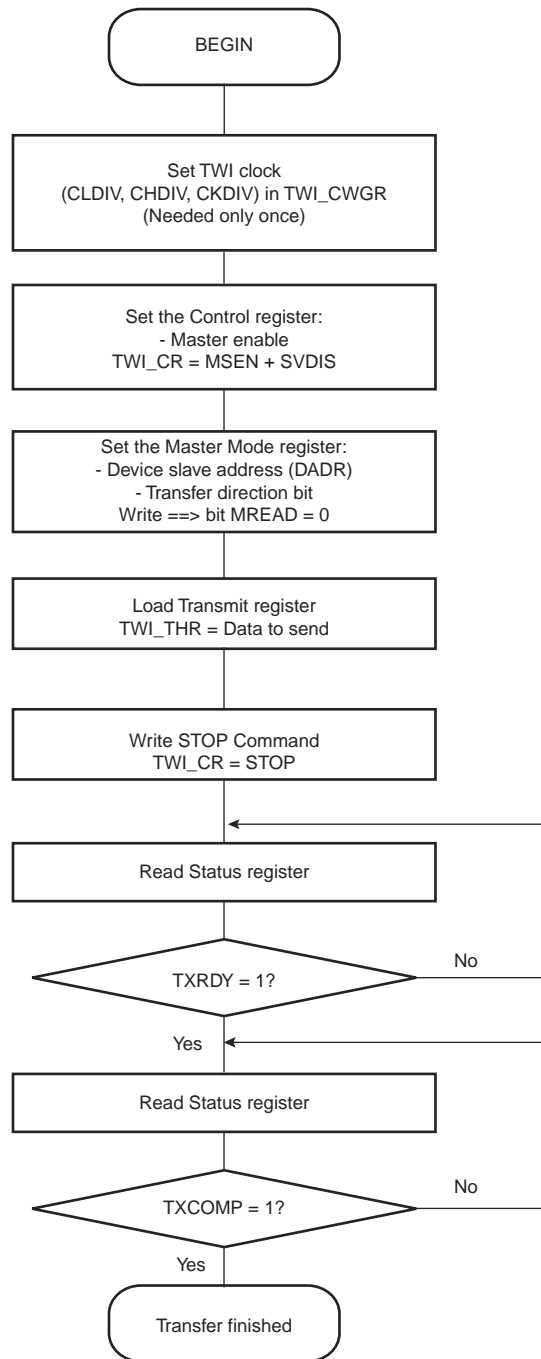 BEGIN
Set TWI clock
(CLDIV, CHDIV, CKDIV) in TWI_CWGR
(Needed only once)
Set the Control register:
- Master enable
TWI_CR = MSEN + SVDIS
Set the Master Mode register:
- Device slave address (DADR)
- Transfer direction bit
Write ==> bit MREAD = 0
Load Transmit register
TWI_THR = Data to send
Write STOP Command
TWI_CR = STOP
Read Status register
TXRDY = 1?
No
Yes
Read Status register
TXCOMP = 1?
No
Yes
Transfer finished